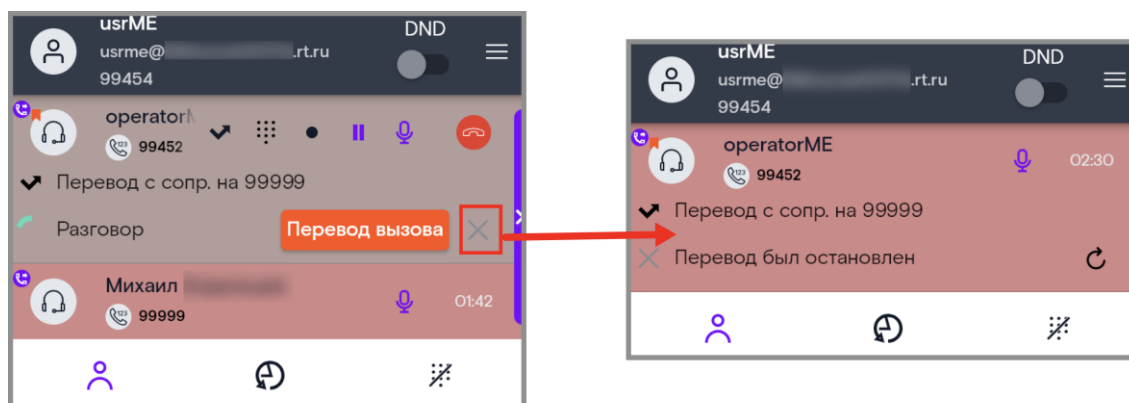 usrME
DND
usrme@
.rt.ru
99454
operator
99452
Перевод с сопр. на 99999
Разговор
Перевод вызова
Михаил
99999
01:42
usrME
DND
usrme@
.rt.ru
99454
operatorME
99452
02:30
Перевод с сопр. на 99999
Перевод был остановлен